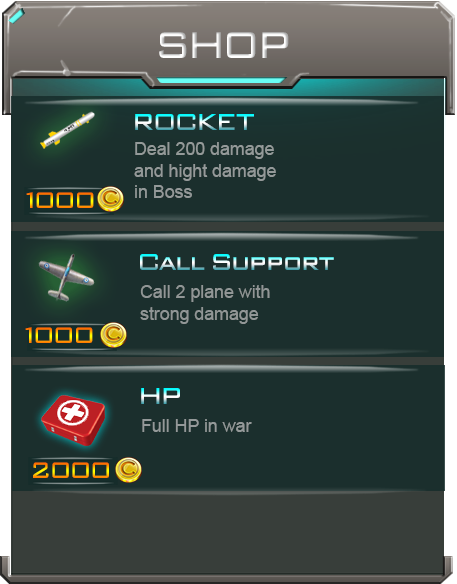 SHOP
ROCKET
Deal 200 damage
and hight damage
in Boss
1000 C
CALL SUPPORT
Call 2 plane with
strong damage
1000 C
HP
Full HP in war
2000 C